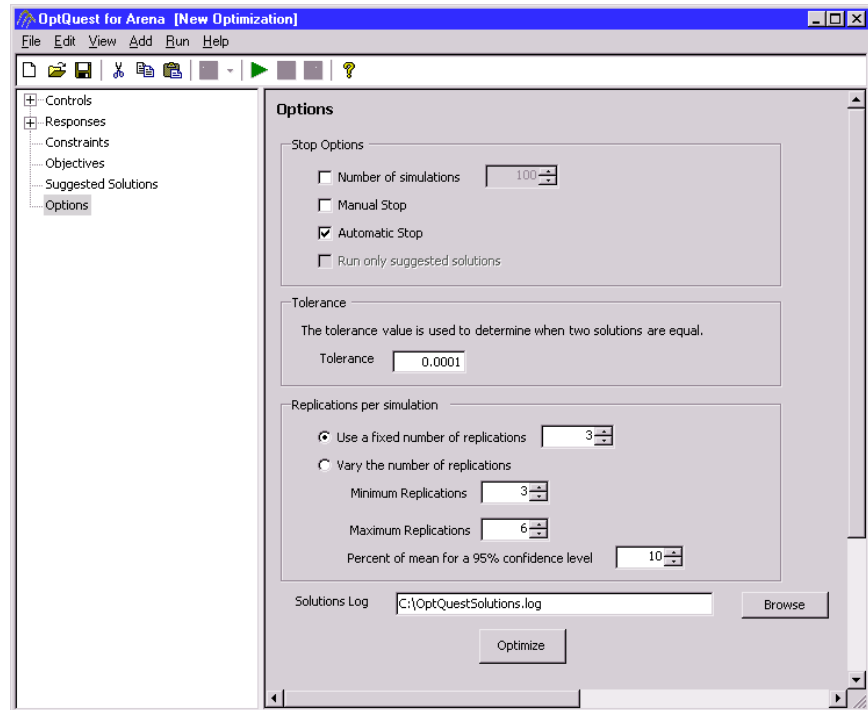 OptQuest for Arena [New Optimization]
File Edit View Add Run Help
Controls
Responses
Constraints
Objectives
Suggested Solutions
Options
Options
Stop Options
Number of simulations 100
Manual Stop
Automatic Stop
Run only suggested solutions
Tolerance
The tolerance value is used to determine when two solutions are equal.
Tolerance 0.0001
Replications per simulation
Use a fixed number of replications 3
Vary the number of replications
Minimum Replications 3
Maximum Replications 6
Percent of mean for a 95% confidence level 10
Solutions Log C:\OptQuestSolutions.log Browse
Optimize